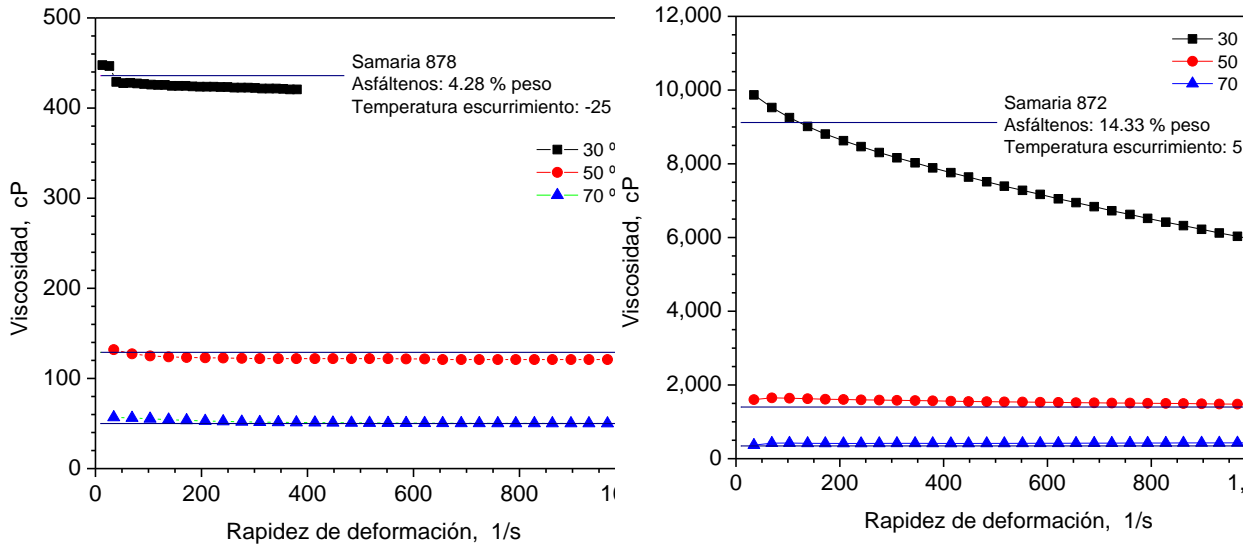 500
400
300
200
100
0
Viscosidad, cP
Samaria 878
Asfáltenos: 4.28 % peso
Temperatura escurrimiento: -25
30 º
50 º
70 º
0 200 400 600 800 10
Rapidez de deformación, 1/s
12,000
10,000
8,000
6,000
4,000
2,000
0
Viscosidad, cP
30
50
70
Samaria 872
Asfáltenos: 14.33 % peso
Temperatura escurrimiento: 5
0 200 400 600 800 1,
Rapidez de deformación, 1/s